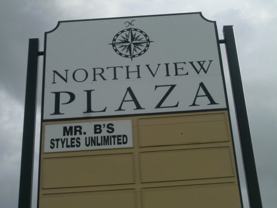 NORTHVIEW
PLAZA
MR. B'S
STYLES UNLIMITED